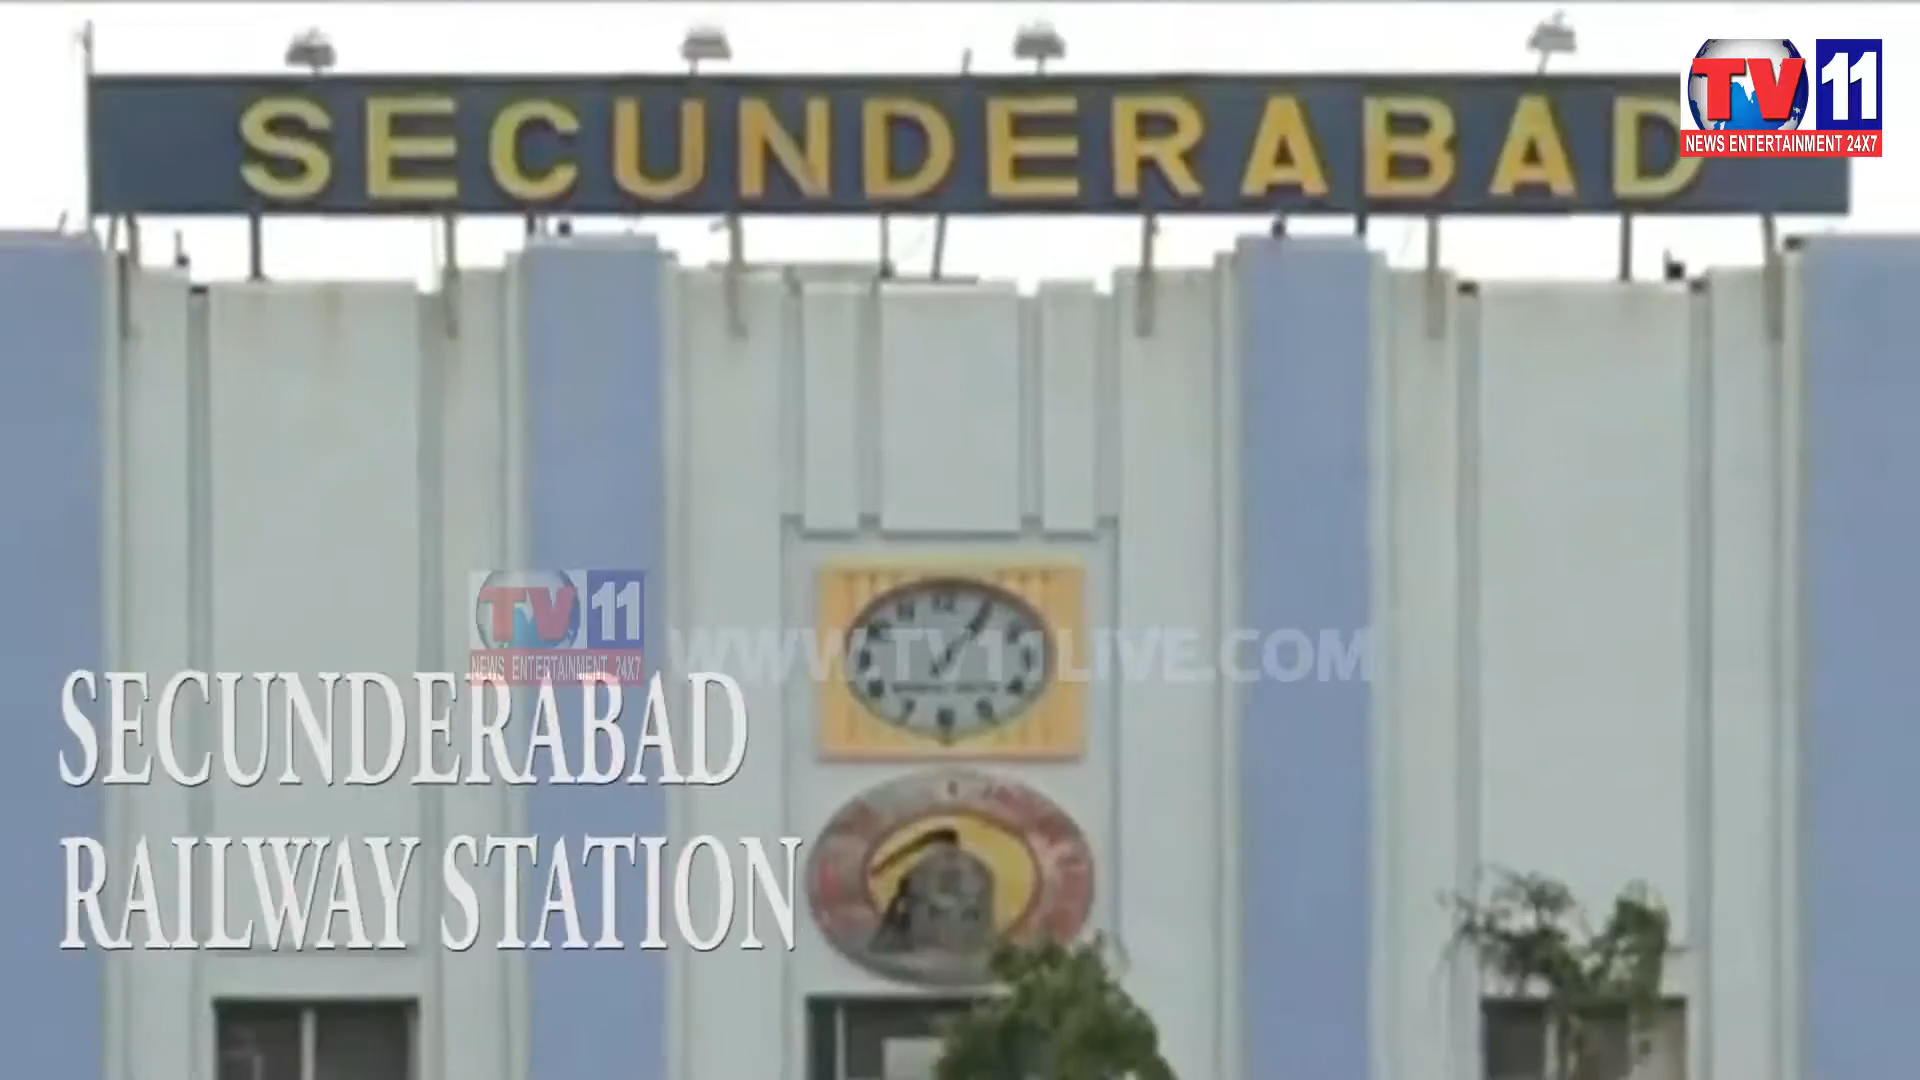 SECUNDERABAD
TV 11
NEWS ENTERTAINMENT 24X7
TV 11
NEWS ENTERTAINMENT 24X7
WWW.TV11LIVE.COM
SECUNDERABAD
RAILWAY STATION